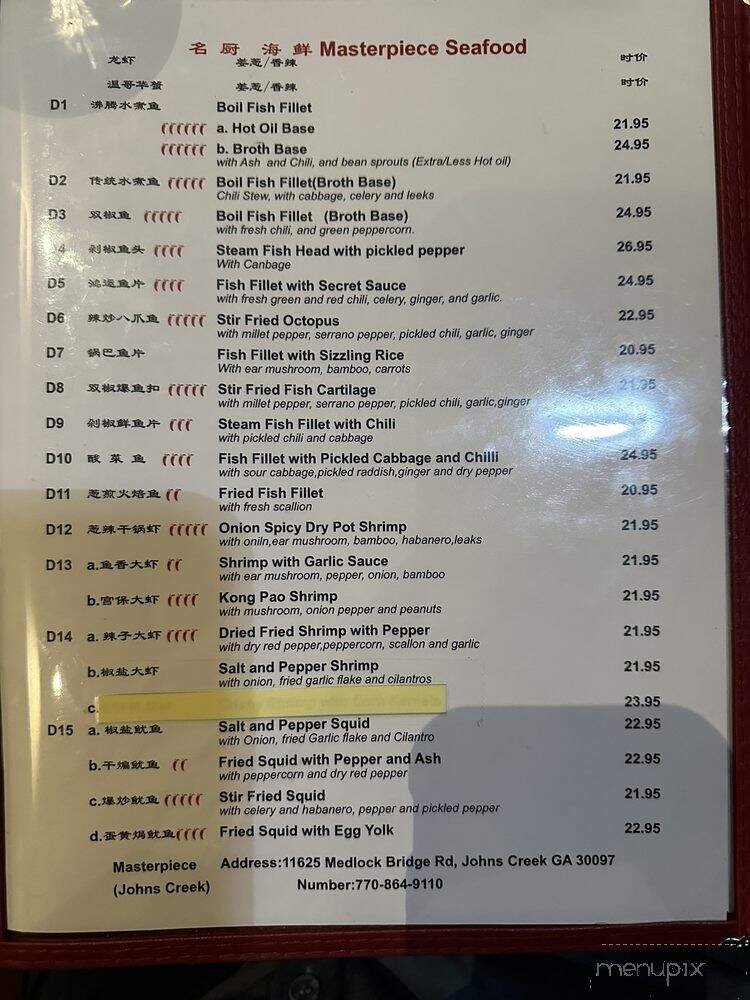 名厨 海鲜 Masterpiece Seafood
龙虾 姜葱/香辣 时价
温哥华蟹 姜葱/香辣 时价
D1 沸腾水煮鱼 Boil Fish Fillet
a. Hot Oil Base 21.95
b. Broth Base 24.95
with Ash and Chili, and bean sprouts (Extra/Less Hot oil)
D2 传统水煮鱼 Boil Fish Fillet(Broth Base) 21.95
Chili Stew, with cabbage, celery and leeks
D3 双椒鱼 Boil Fish Fillet (Broth Base) 24.95
with fresh chili, and green peppercorn.
D4 剁椒鱼头 Steam Fish Head with pickled pepper 26.95
With Canbage
D5 鸿运鱼片 Fish Fillet with Secret Sauce 24.95
with fresh green and red chili, celery, ginger, and garlic.
D6 辣炒八爪鱼 Stir Fried Octopus 22.95
with millet pepper, serrano pepper, pickled chili, garlic, ginger
D7 锅巴鱼片 Fish Fillet with Sizzling Rice 20.95
With ear mushroom, bamboo, carrots
D8 双椒爆鱼扣 Stir Fried Fish Cartilage 21.95
with millet pepper, serrano pepper, pickled chili, garlic,ginger
D9 剁椒鲜鱼片 Steam Fish Fillet with Chili
with pickled chili and cabbage
D10 酸菜鱼 Fish Fillet with Pickled Cabbage and Chilli 24.95
with sour cabbage,pickled raddish,ginger and dry pepper
D11 葱煎火焙鱼 Fried Fish Fillet 20.95
with fresh scallion
D12 葱辣干锅虾 Onion Spicy Dry Pot Shrimp 21.95
with oniln,ear mushroom, bamboo, habanero,leaks
D13 a.鱼香大虾 Shrimp with Garlic Sauce 21.95
with ear mushroom, pepper, onion, bamboo
b.宫保大虾 Kong Pao Shrimp 21.95
with mushroom, onion pepper and peanuts
D14 a. 辣子大虾 Dried Fried Shrimp with Pepper 21.95
with dry red pepper,peppercorn, scallon and garlic
b.椒盐大虾 Salt and Pepper Shrimp 21.95
with onion, fried garlic flake and cilantros
c. 23.95
D15 a. 椒盐鱿鱼 Salt and Pepper Squid 22.95
with Onion, fried Garlic flake and Cilantro
b.干煸鱿鱼 Fried Squid with Pepper and Ash 22.95
with peppercorn and dry red pepper
c.爆炒鱿鱼 Stir Fried Squid 21.95
with celery and habanero, pepper and pickled pepper
d.蛋黄焗鱿鱼 Fried Squid with Egg Yolk 22.95
Masterpiece Address:11625 Medlock Bridge Rd, Johns Creek GA 30097
(Johns Creek) Number:770-864-9110
menupix